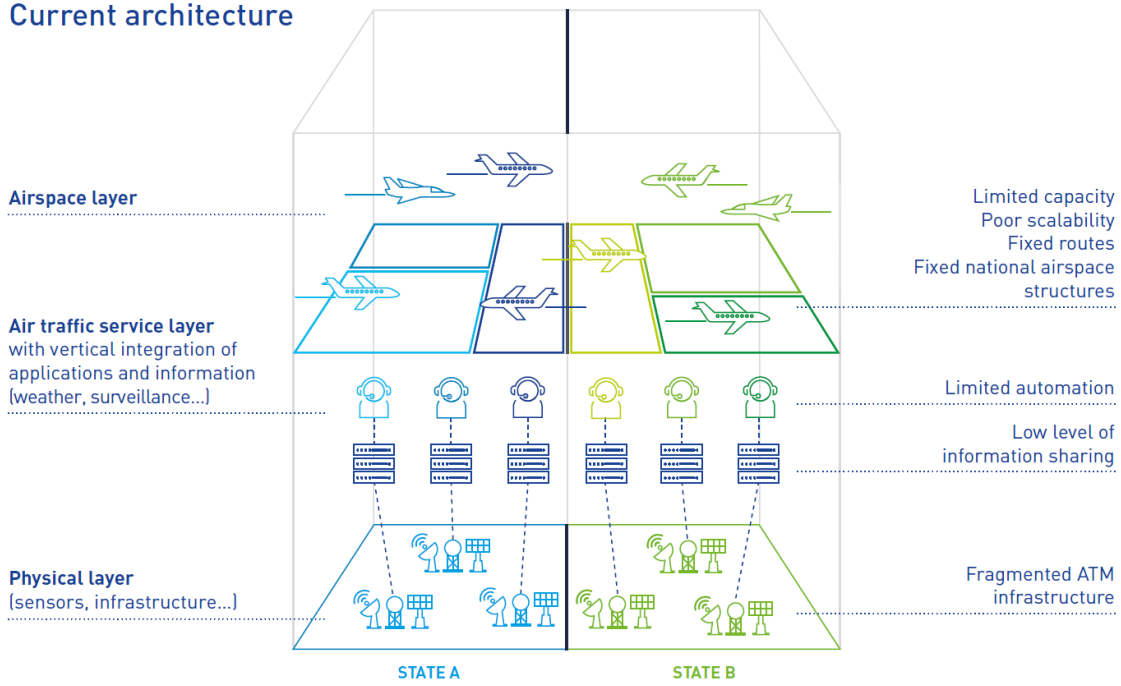 Current architecture
Airspace layer
Limited capacity
Poor scalability
Fixed routes
Fixed national airspace
structures
Air traffic service layer
with vertical integration of
applications and information
(weather, surveillance...)
Limited automation
Low level of
information sharing
Physical layer
(sensors, infrastructure...)
Fragmented ATM
infrastructure
STATE A
STATE B